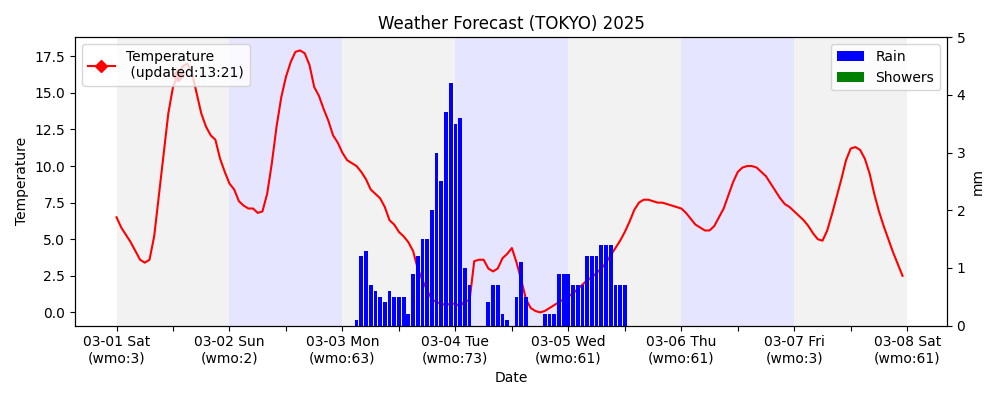 Weather Forecast (TOKYO) 2025
Temperature
(updated:13:21)
Rain
Showers
Temperature
17.5
15.0
12.5
10.0
7.5
5.0
2.5
0.0
5
4
3
2
1
0
mm
03-01 Sat
(wmo:3)
03-02 Sun
(wmo:2)
03-03 Mon
(wmo:63)
03-04 Tue
(wmo:73)
03-05 Wed
(wmo:61)
03-06 Thu
(wmo:61)
03-07 Fri
(wmo:3)
03-08 Sat
(wmo:61)
Date